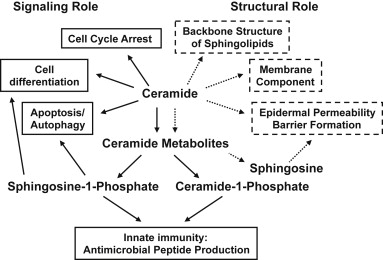 Signaling Role
Structural Role
Cell Cycle Arrest
Backbone Structure
of Sphingolipids
Cell
differentiation
Membrane
Component
Ceramide
Apoptosis/
Autophagy
Epidermal Permeability
Barrier Formation
Ceramide Metabolites
Sphingosine
Sphingosine-1-Phosphate
Ceramide-1-Phosphate
Innate immunity:
Antimicrobial Peptide Production